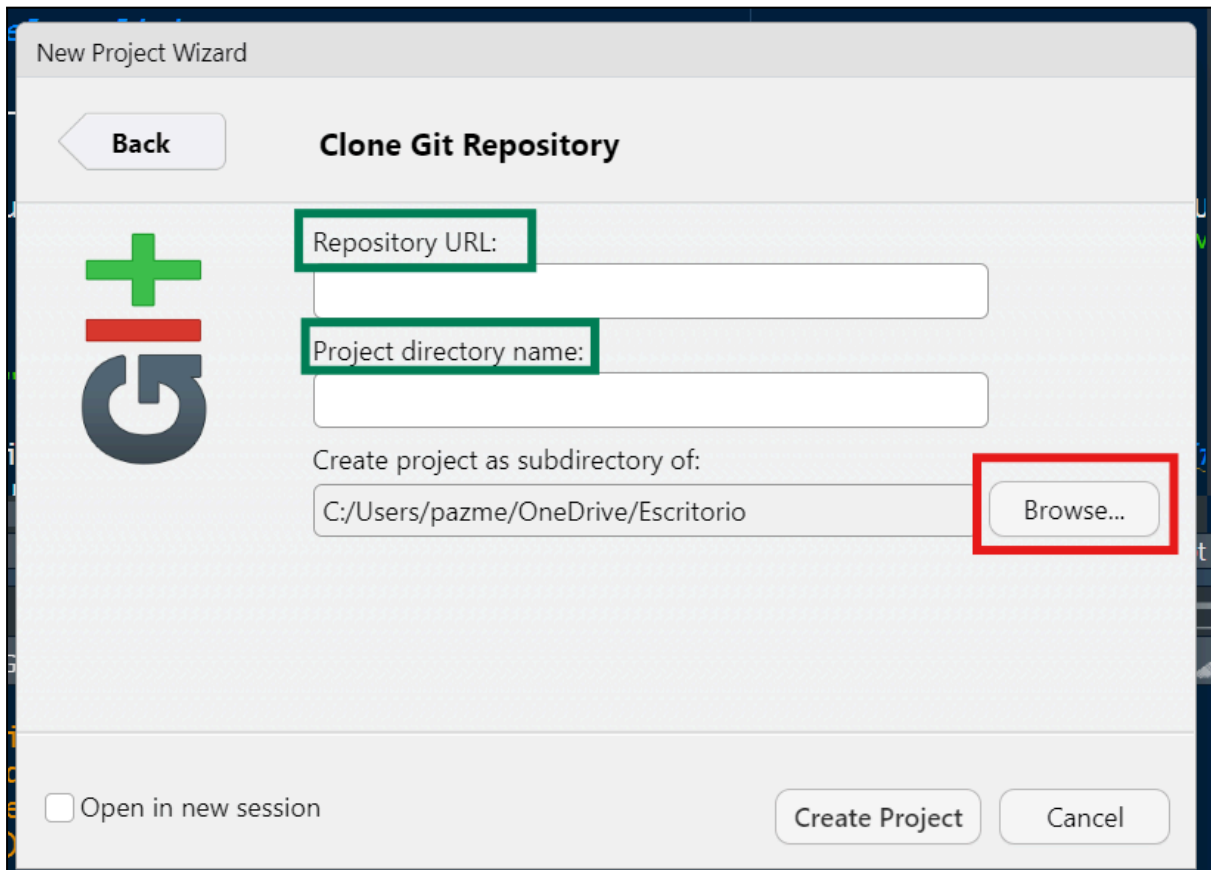 New Project Wizard
Back
Clone Git Repository
GIt
Repository URL:
Project directory name:
Create project as subdirectory of:
C:/Users/pazme/OneDrive/Escritorio
Browse...
Open in new session
Create Project
Cancel